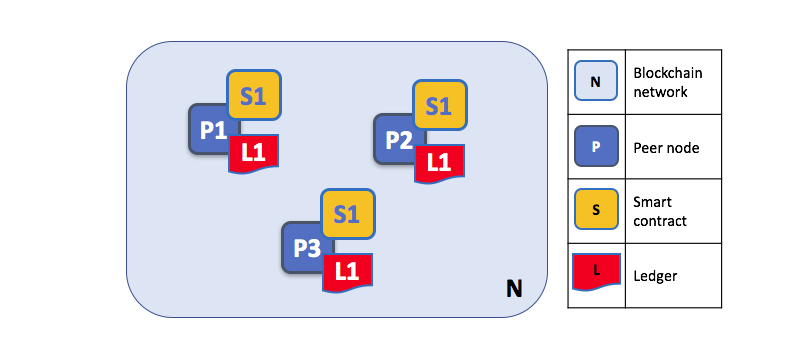 S1
P1
L1
S1
P2
L1
S1
P3
L1
N
N
Blockchain
network
P
Peer node
S
Smart
contract
L
Ledger